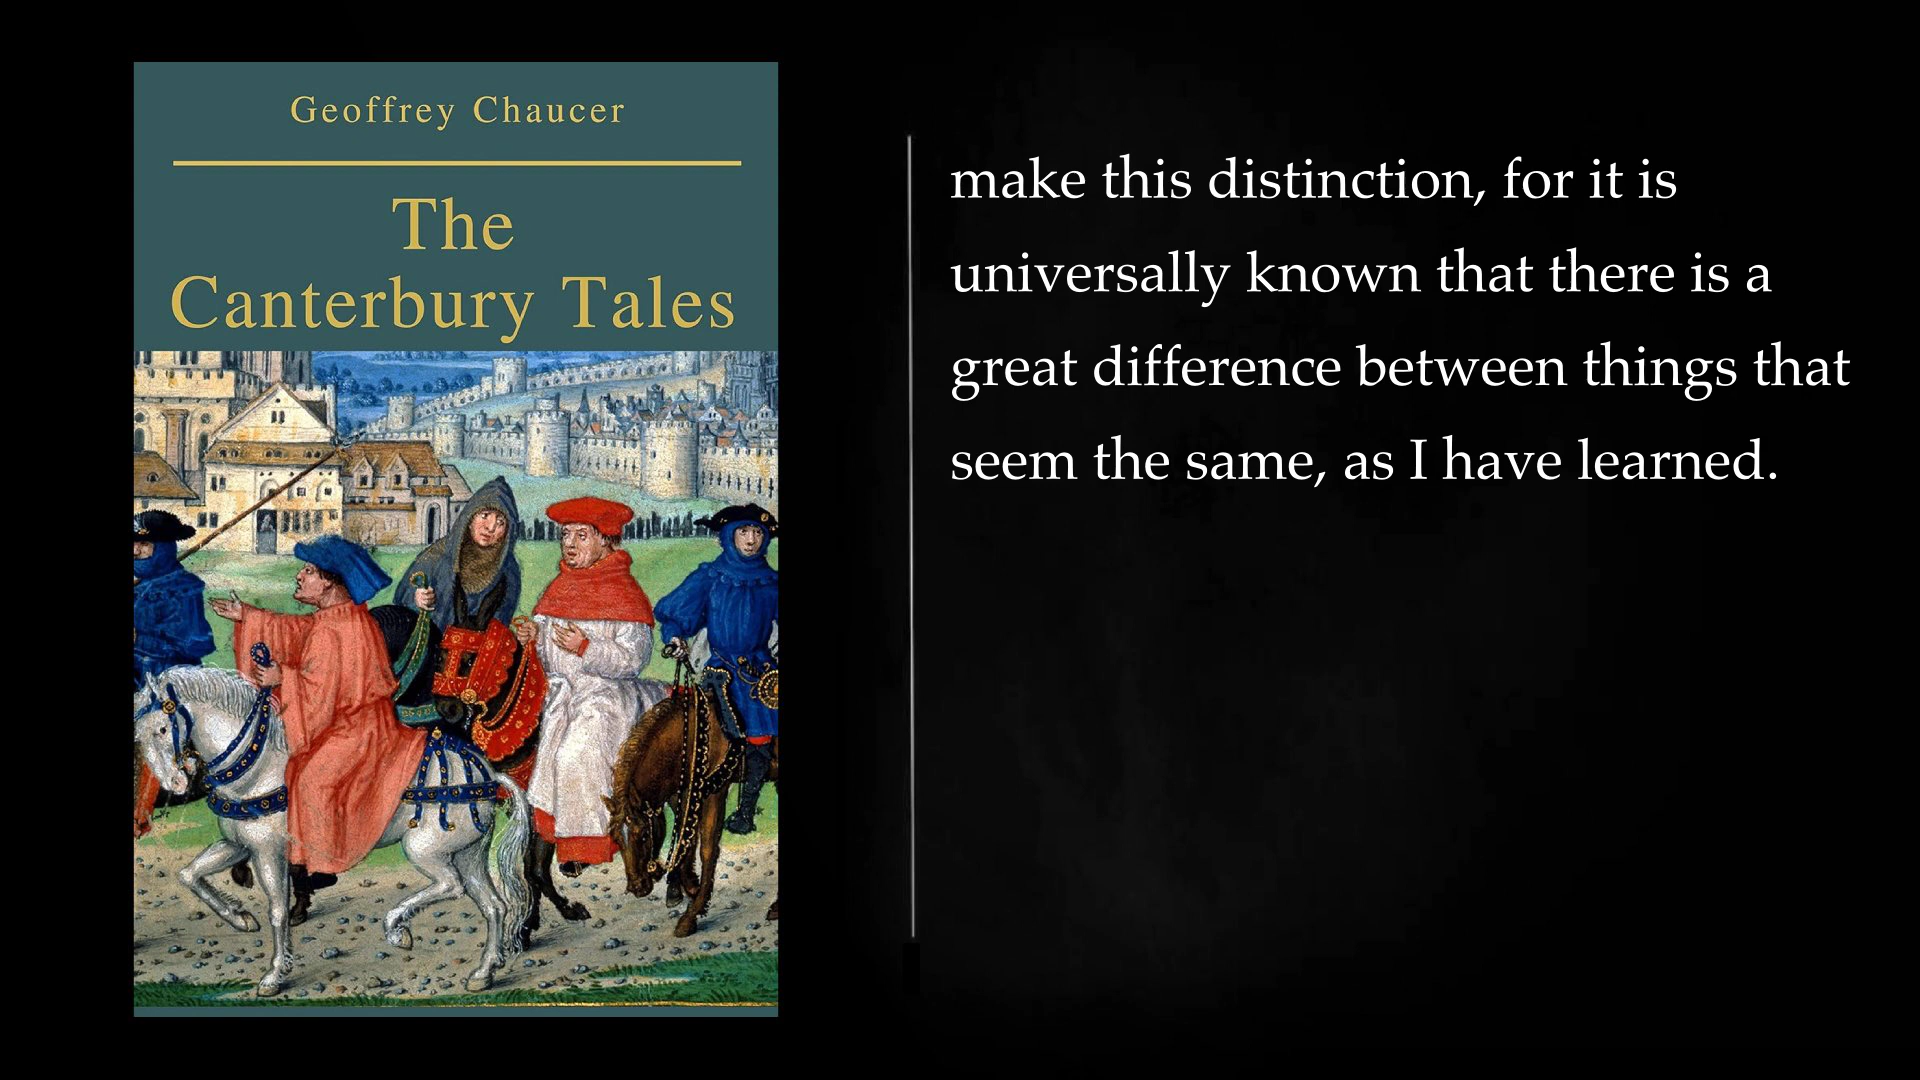 Geoffrey Chaucer
The
Canterbury Tales
make this distinction, for it is
universally known that there is a
great difference between things that
seem the same, as I have learned.